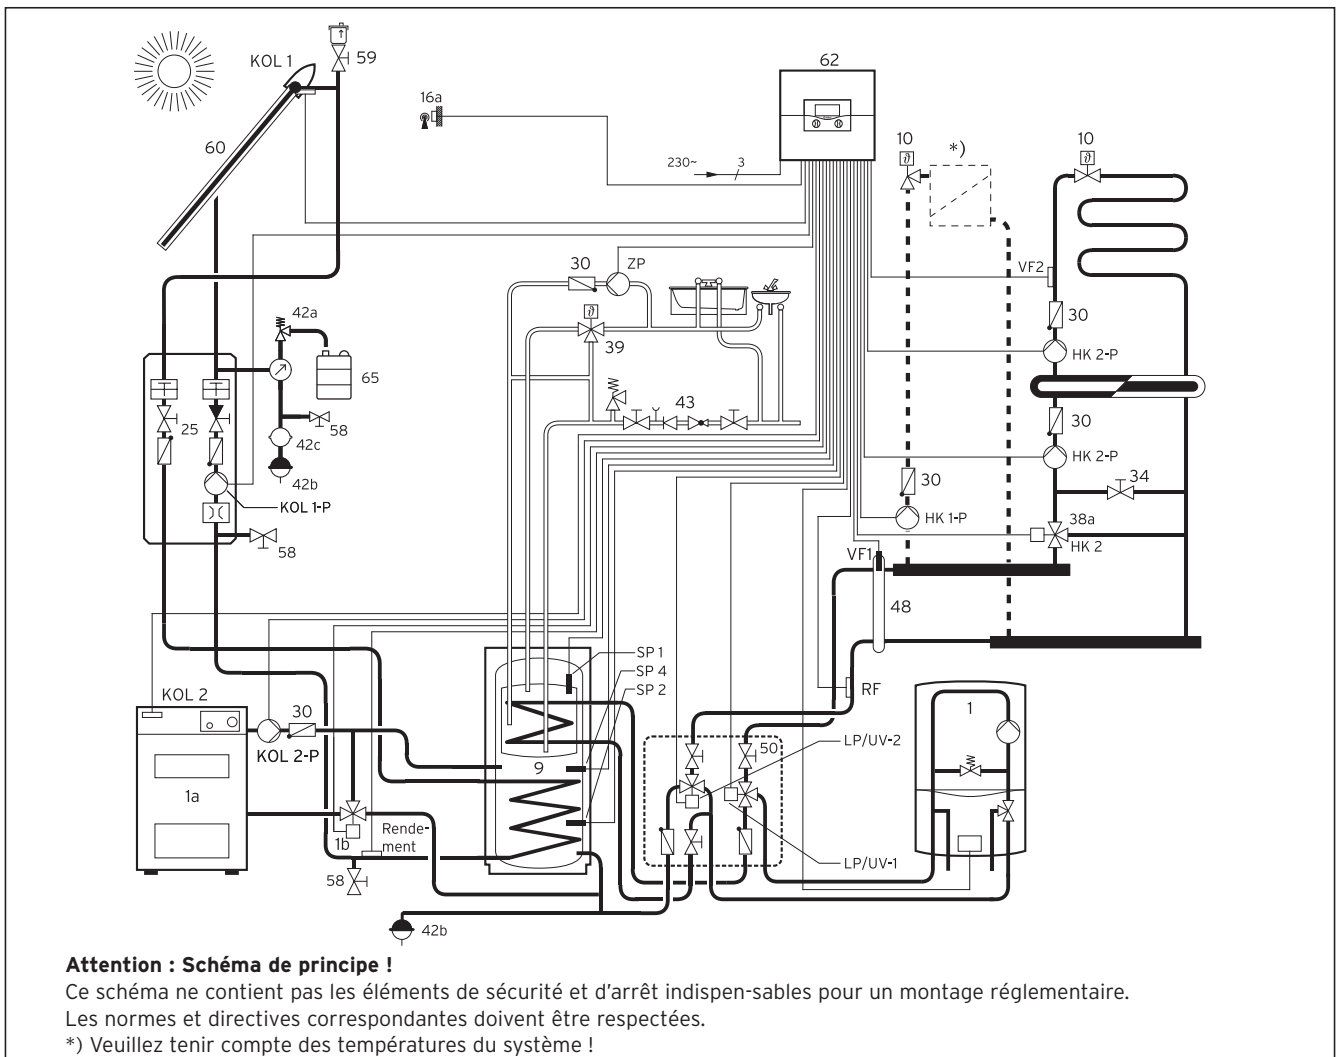 KOL 1
59
62
16a
60
230~
3
10
*)
10
30
ZP
VF2
42a
30
39
HK 2-P
65
25
58
43
42c
30
42b
HK 2-P
KOL 1-P
30
34
HK 1-P
38a
58
VF1
HK 2
48
SP 1
SP 4
SP 2
KOL 2
RF
30
1
KOL 2-P
50
LP/UV-2
9
1a
Rende-
ment
1b
58
LP/UV-1
42b
Attention : Schéma de principe !
Ce schéma ne contient pas les éléments de sécurité et d'arrêt indispen-sables pour un montage réglementaire.
Les normes et directives correspondantes doivent être respectées.
*) Veuillez tenir compte des températures du système !